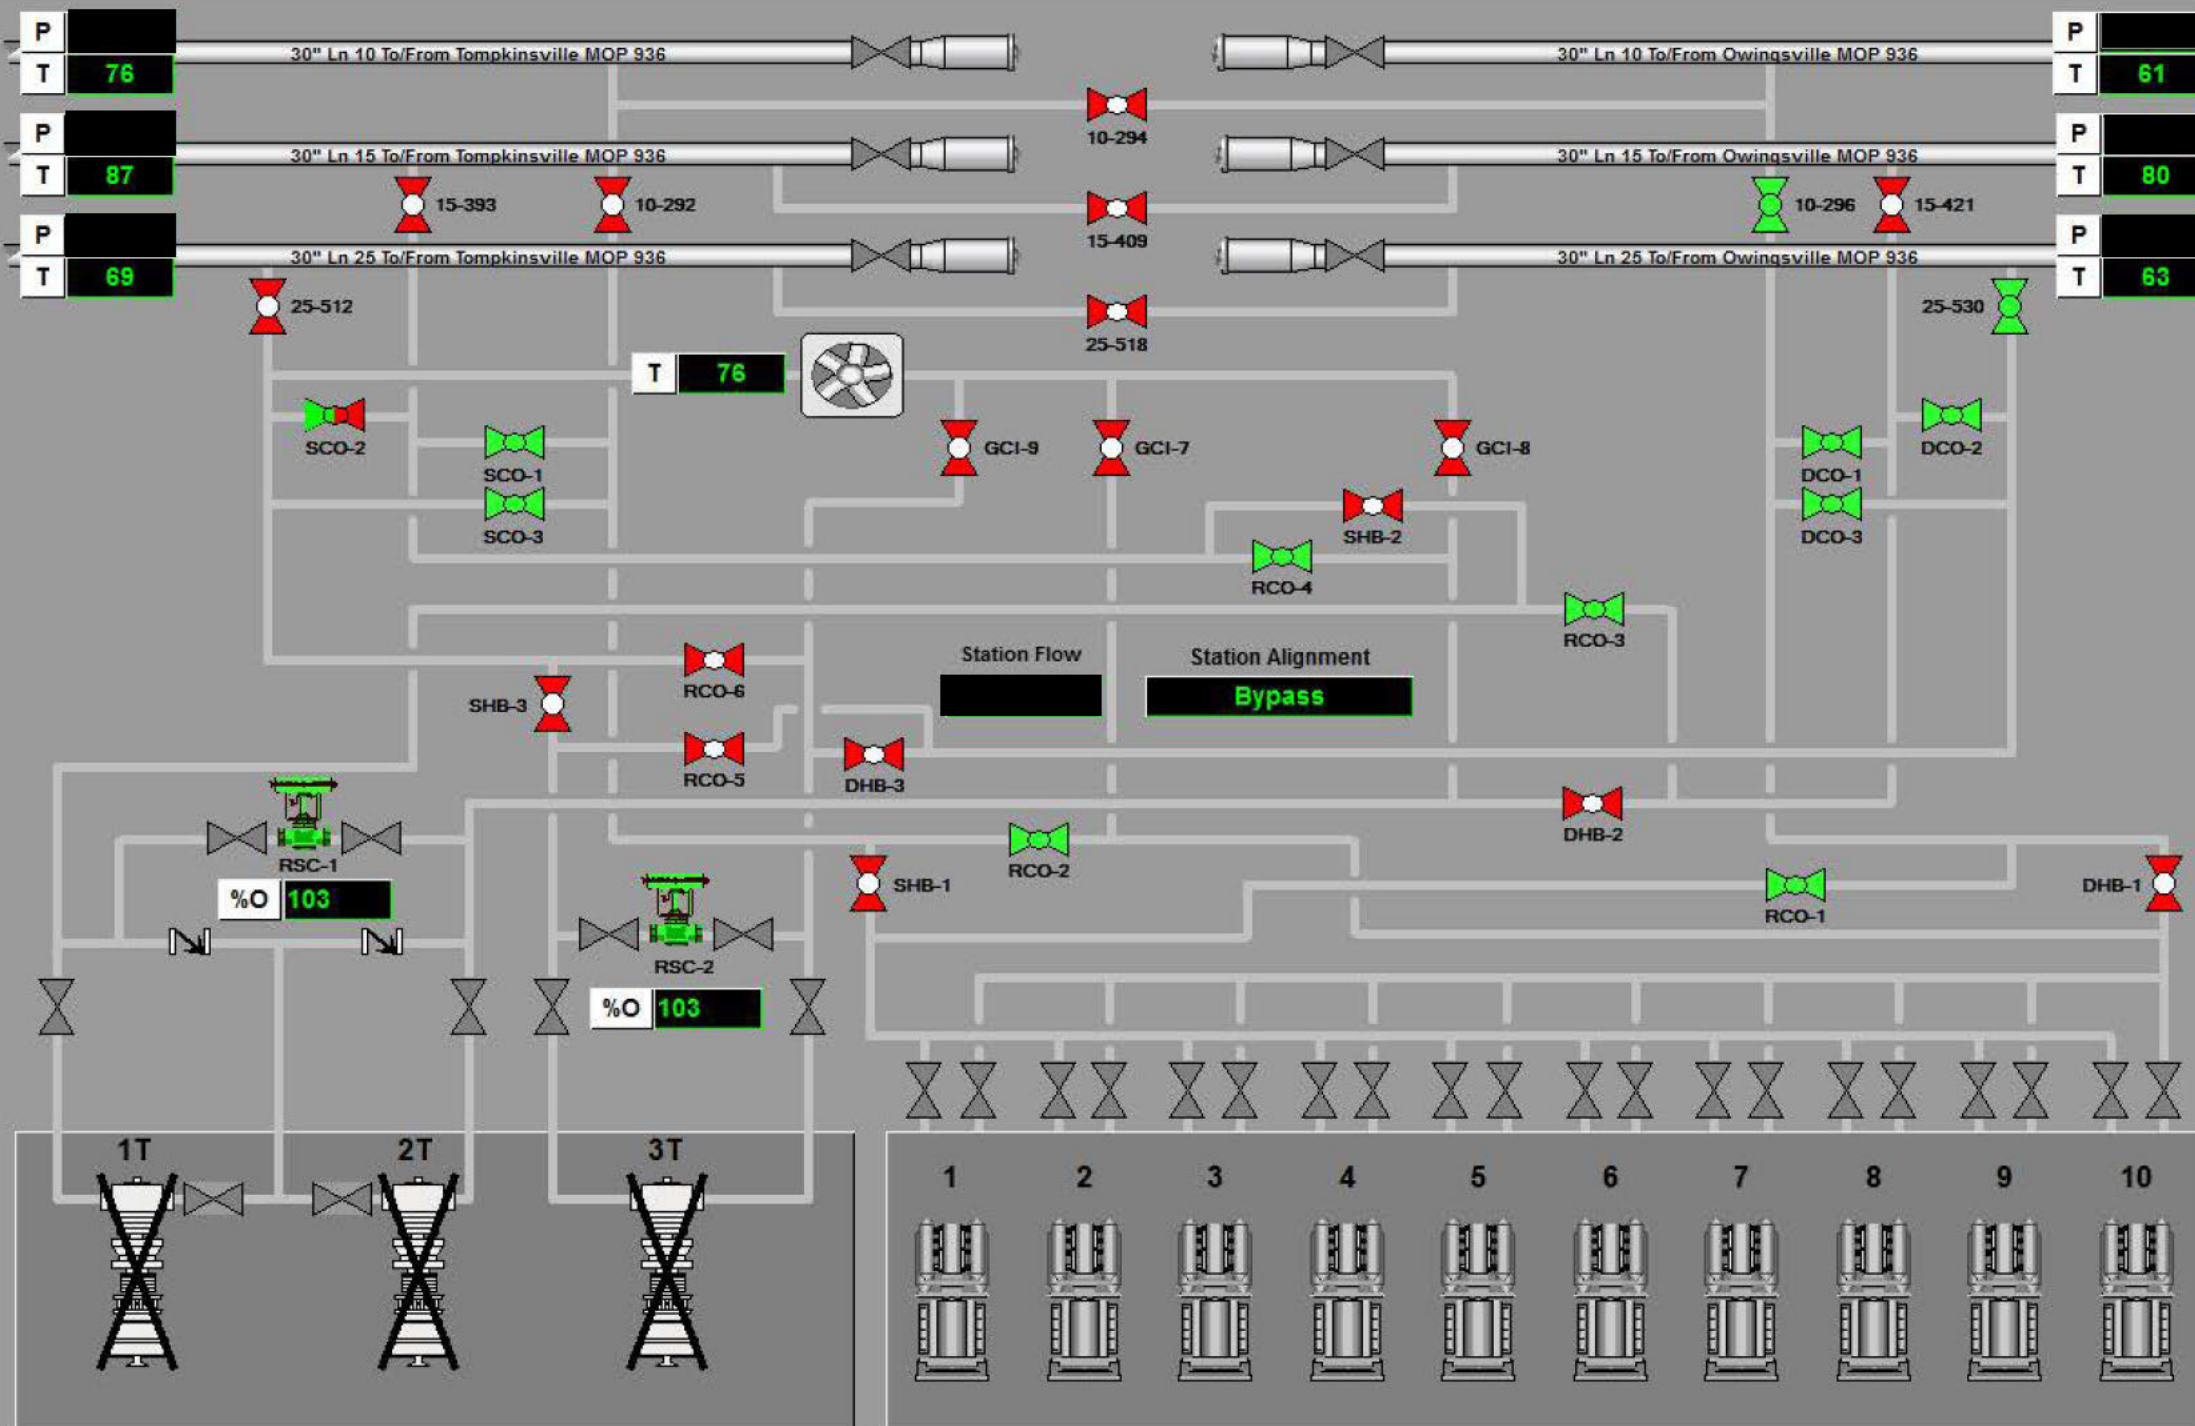 P
30" Ln 10 To/From Tompkinsville MOP 936
30" Ln 10 To/From Owingsville MOP 936
P
T 76
T 61
10-294
P
30" Ln 15 To/From Tompkinsville MOP 936
30" Ln 15 To/From Owingsville MOP 936
P
T 87
T 80
15-393
10-292
10-296
15-421
15-409
P
30" Ln 25 To/From Tompkinsville MOP 936
30" Ln 25 To/From Owingsville MOP 936
P
T 69
T 63
25-512
25-530
25-518
T 76
SCO-2
SCO-1
SCO-3
GCI-9
GCI-7
GCI-8
DCO-2
DCO-1
DCO-3
SHB-2
RCO-4
RCO-3
Station Flow
Station Alignment
Bypass
RCO-6
SHB-3
RCO-5
DHB-3
DHB-2
RSC-1
%O 103
RCO-2
SHB-1
DHB-1
RCO-1
RSC-2
%O 103
1T
2T
3T
1
2
3
4
5
6
7
8
9
10